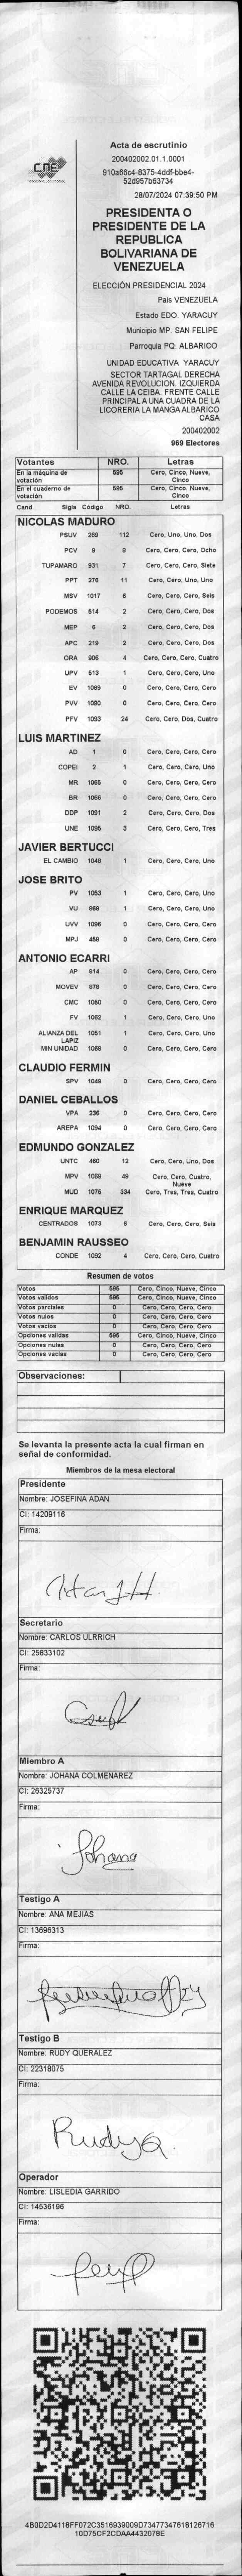 CNE
Acta de escrutinio
200402002.01.1.0001
910a66c4-8375-4ddf-bbe4-
52d957b63734
28/07/2024 07:39:50 PM
PRESIDENTA O
PRESIDENTE DE LA
REPUBLICA
BOLIVARIANA DE
VENEZUELA
ELECCIÓN PRESIDENCIAL 2024
Pais VENEZUELA
Estado EDO. YARACUY
Municipio MP. SAN FELIPE
Parroquia PQ. ALBARICO
UNIDAD EDUCATIVA YARACUY
SECTOR TARTAGAL DERECHA
AVENIDA REVOLUCION. IZQUIERDA
CALLE LA CEIBA. FRENTE CALLE
PRINCIPAL A UNA CUADRA DE LA
LICORERIA LA MANGA ALBARICO
CASA
200402002
969 Electores
Votantes NRO. Letras
En la máquina de votación 595 Cero, Cinco, Nueve, Cinco
En el cuaderno de votación 595 Cero, Cinco, Nueve, Cinco
Cand. Sigla Código NRO. Letras
NICOLAS MADURO
PSUV 269 112 Cero, Uno, Uno, Dos
PCV 9 8 Cero, Cero, Cero, Ocho
TUPAMARO 931 7 Cero, Cero, Cero, Siete
PPT 276 11 Cero, Cero, Uno, Uno
MSV 1017 6 Cero, Cero, Cero, Seis
PODEMOS 514 2 Cero, Cero, Cero, Dos
MEP 6 2 Cero, Cero, Cero, Dos
APC 219 2 Cero, Cero, Cero, Dos
ORA 906 4 Cero, Cero, Cero, Cuatro
UPV 513 1 Cero, Cero, Cero, Uno
EV 1089 0 Cero, Cero, Cero, Cero
PVV 1090 0 Cero, Cero, Cero, Cero
PFV 1093 24 Cero, Cero, Dos, Cuatro
LUIS MARTINEZ
AD 1 0 Cero, Cero, Cero, Cero
COPEI 2 1 Cero, Cero, Cero, Uno
MR 1065 0 Cero, Cero, Cero, Cero
BR 1066 0 Cero, Cero, Cero, Cero
DDP 1091 2 Cero, Cero, Cero, Dos
UNE 1095 3 Cero, Cero, Cero, Tres
JAVIER BERTUCCI
EL CAMBIO 1048 1 Cero, Cero, Cero, Uno
JOSE BRITO
PV 1053 1 Cero, Cero, Cero, Uno
VU 968 1 Cero, Cero, Cero, Uno
UVV 1096 0 Cero, Cero, Cero, Cero
MPJ 459 0 Cero, Cero, Cero, Cero
ANTONIO ECARRI
AP 914 0 Cero, Cero, Cero, Cero
MOVEV 979 0 Cero, Cero, Cero, Cero
CMC 1050 0 Cero, Cero, Cero, Cero
FV 1062 1 Cero, Cero, Cero, Uno
ALIANZA DEL LAPIZ 1051 1 Cero, Cero, Cero, Uno
MIN UNIDAD 1068 0 Cero, Cero, Cero, Cero
CLAUDIO FERMIN
SPV 1049 0 Cero, Cero, Cero, Cero
DANIEL CEBALLOS
VPA 236 0 Cero, Cero, Cero, Cero
AREPA 1094 0 Cero, Cero, Cero, Cero
EDMUNDO GONZALEZ
UNTC 460 12 Cero, Cero, Uno, Dos
MPV 1069 49 Cero, Cero, Cuatro, Nueve
MUD 1075 334 Cero, Tres, Tres, Cuatro
ENRIQUE MARQUEZ
CENTRADOS 1073 6 Cero, Cero, Cero, Seis
BENJAMIN RAUSSEO
CONDE 1092 4 Cero, Cero, Cero, Cuatro
Resumen de votos
Votos 595 Cero, Cinco, Nueve, Cinco
Votos validos 595 Cero, Cinco, Nueve, Cinco
Votos parciales 0 Cero, Cero, Cero, Cero
Votos nulos 0 Cero, Cero, Cero, Cero
Votos vacios 0 Cero, Cero, Cero, Cero
Opciones validas 595 Cero, Cinco, Nueve, Cinco
Opciones nulas 0 Cero, Cero, Cero, Cero
Opciones vacias 0 Cero, Cero, Cero, Cero
Observaciones:
Se levanta la presente acta la cual firman en
señal de conformidad.
Miembros de la mesa electoral
Presidente
Nombre: JOSEFINA ADAN
CI: 14209116
Firma:
Secretario
Nombre: CARLOS ULRRICH
CI: 25833102
Firma:
Miembro A
Nombre: JOHANA COLMENAREZ
CI: 26325737
Firma:
Johana
Testigo A
Nombre: ANA MEJIAS
CI: 13696313
Firma:
Testigo B
Nombre: RUDY QUERALEZ
CI: 22318075
Firma:
Rudy Q.
Operador
Nombre: LISLEDIA GARRIDO
CI: 14536196
Firma:
4B0D2D4118FF072C3516939009D73477347618126716
10D75CF2CDAA4432078E